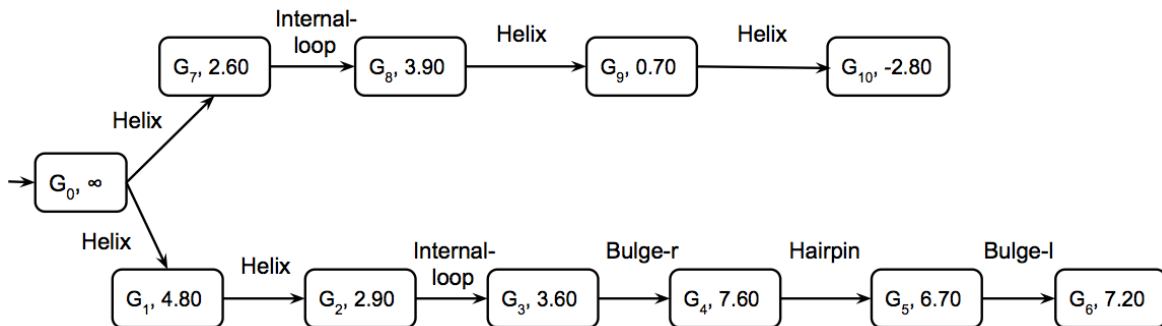 Internal-
loop
Helix
Helix
G₇, 2.60
G₈, 3.90
G₉, 0.70
G₁₀, -2.80
Helix
G₀, ∞
Helix
Helix
Internal-
loop
Bulge-r
Hairpin
Bulge-l
G₁, 4.80
G₂, 2.90
G₃, 3.60
G₄, 7.60
G₅, 6.70
G₆, 7.20